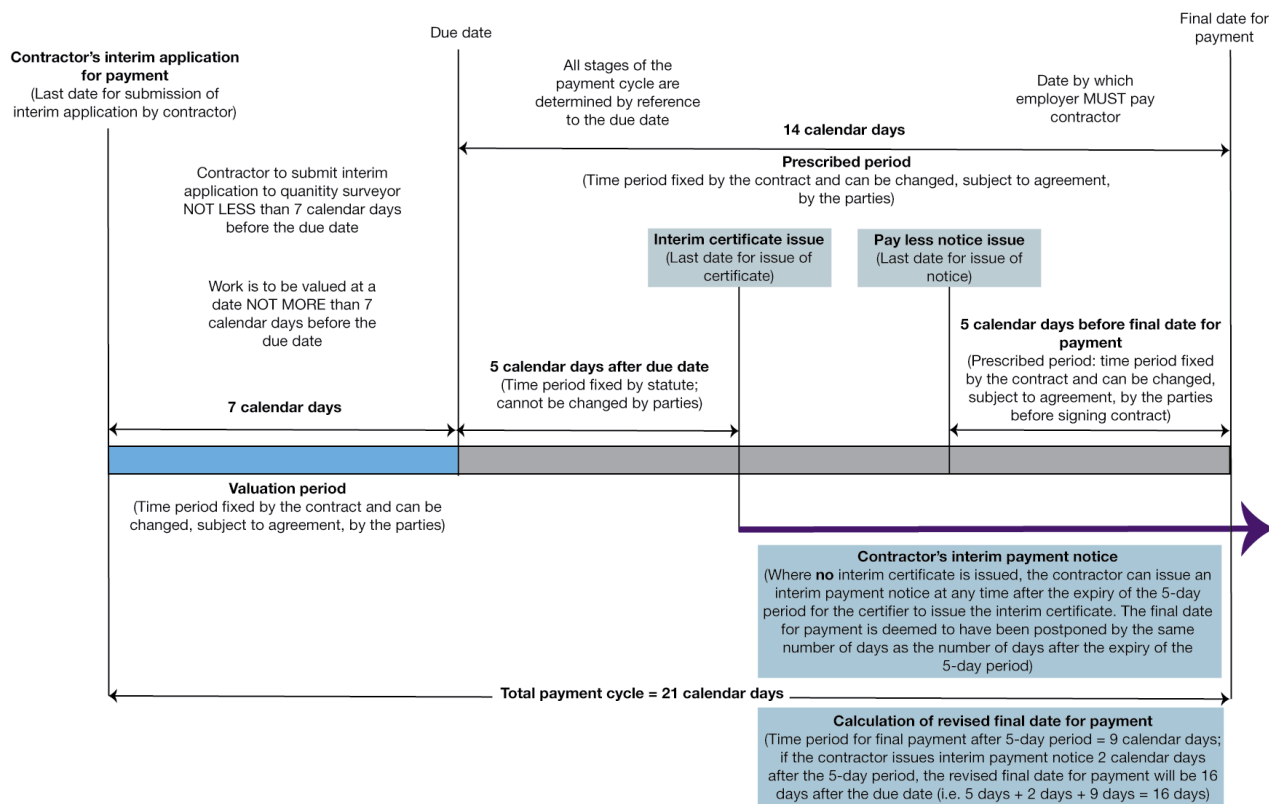 Due date
Final date for
payment
Contractor’s interim application
for payment
(Last date for submission of
interim application by contractor)
All stages of the
payment cycle are
determined by reference
to the due date
Date by which
employer MUST pay
contractor
14 calendar days
Prescribed period
(Time period fixed by the contract and can be changed, subject to agreement,
by the parties)
Contractor to submit interim
application to quanitity surveyor
NOT LESS than 7 calendar days
before the due date
Work is to be valued at a
date NOT MORE than 7
calendar days before the
due date
Interim certificate issue
(Last date for issue of
certificate)
Pay less notice issue
(Last date for issue of
notice)
5 calendar days after due date
(Time period fixed by statute;
cannot be changed by parties)
5 calendar days before final date for
payment
(Prescribed period: time period fixed
by the contract and can be changed,
subject to agreement, by the parties
before signing contract)
7 calendar days
Valuation period
(Time period fixed by the contract and can be
changed, subject to agreement, by the parties)
Contractor’s interim payment notice
(Where no interim certificate is issued, the contractor can issue an
interim payment notice at any time after the expiry of the 5-day
period for the certifier to issue the interim certificate. The final date
for payment is deemed to have been postponed by the same
number of days as the number of days after the expiry of the
5-day period)
Total payment cycle = 21 calendar days
Calculation of revised final date for payment
(Time period for final payment after 5-day period = 9 calendar days;
if the contractor issues interim payment notice 2 calendar days
after the 5-day period, the revised final date for payment will be 16
days after the due date (i.e. 5 days + 2 days + 9 days = 16 days)